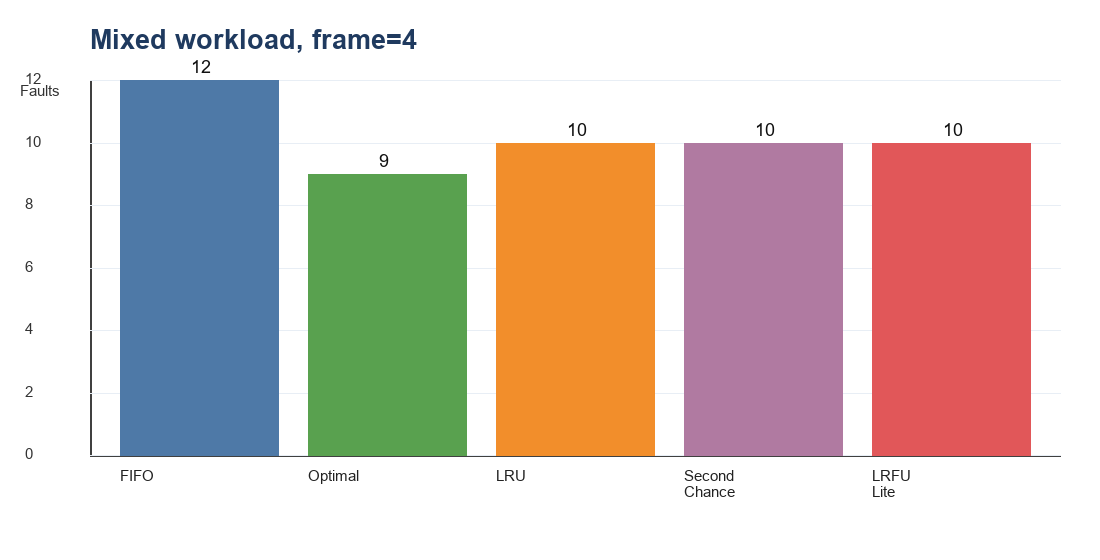 Mixed workload, frame=4
12
12
Faults
9
10
10
10
10
8
6
4
2
0
FIFO
Optimal
LRU
Second
Chance
LRFU
Lite